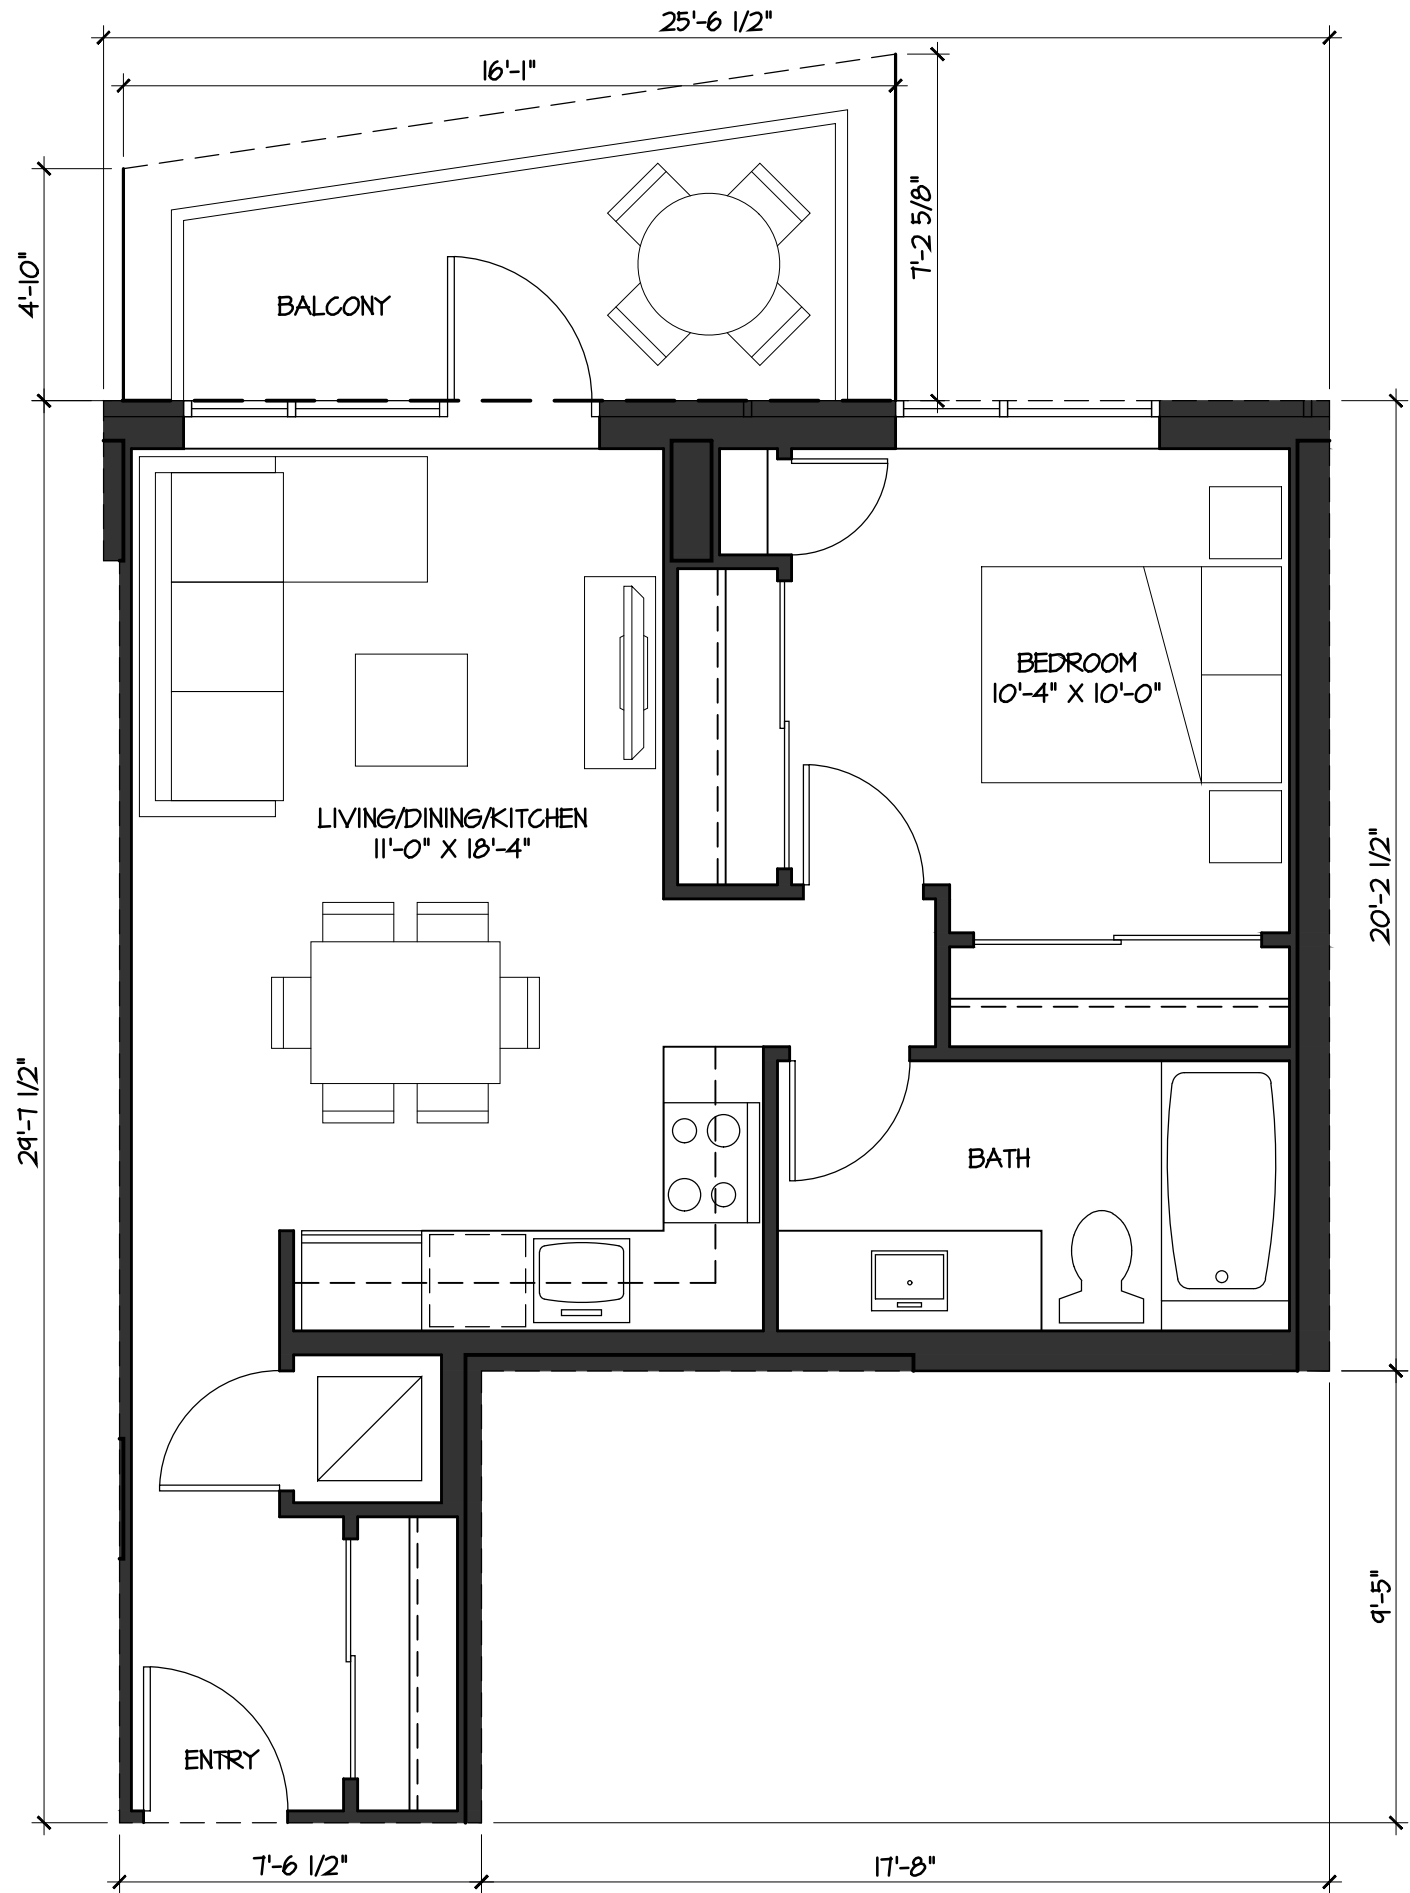 25'-6 1/2"
16'-1"
7'-2 5/8"
4'-10"
BALCONY
BEDROOM
10'-4" X 10'-0"
LIVING/DINING/KITCHEN
11'-0" X 18'-4"
20'-2 1/2"
29'-7 1/2"
BATH
9'-5"
ENTRY
7'-6 1/2"
17'-8"